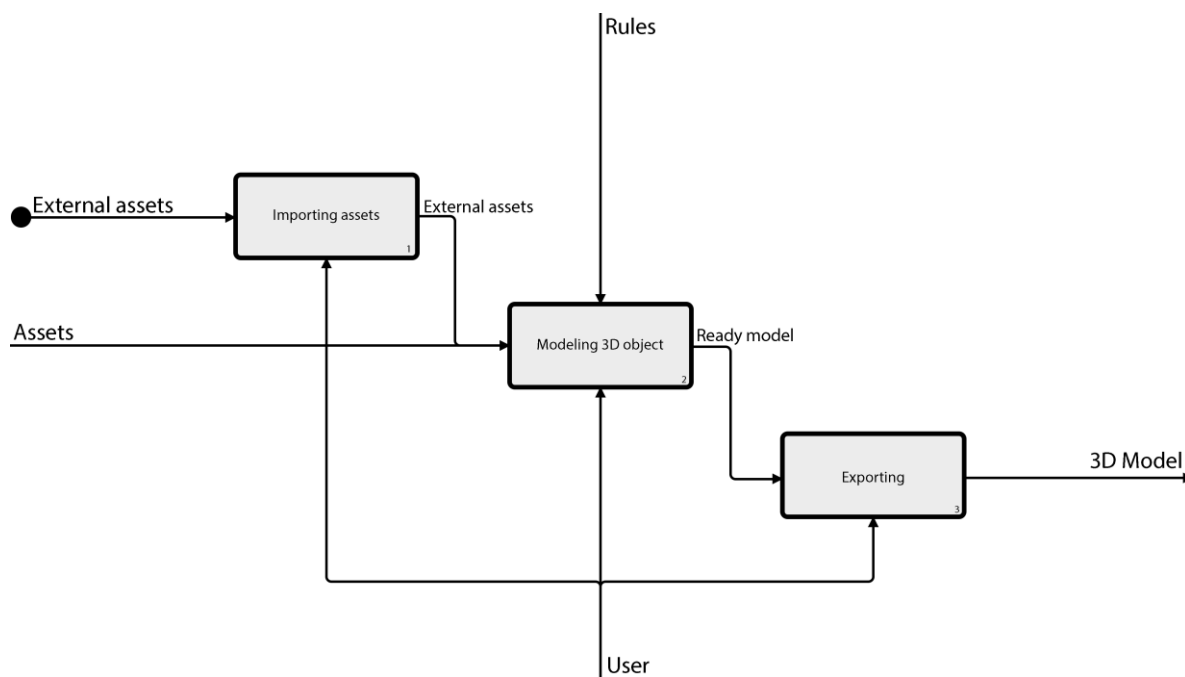 Rules
External assets
Importing assets
1
External assets
Assets
Modeling 3D object
2
Ready model
Exporting
3
3D Model
User